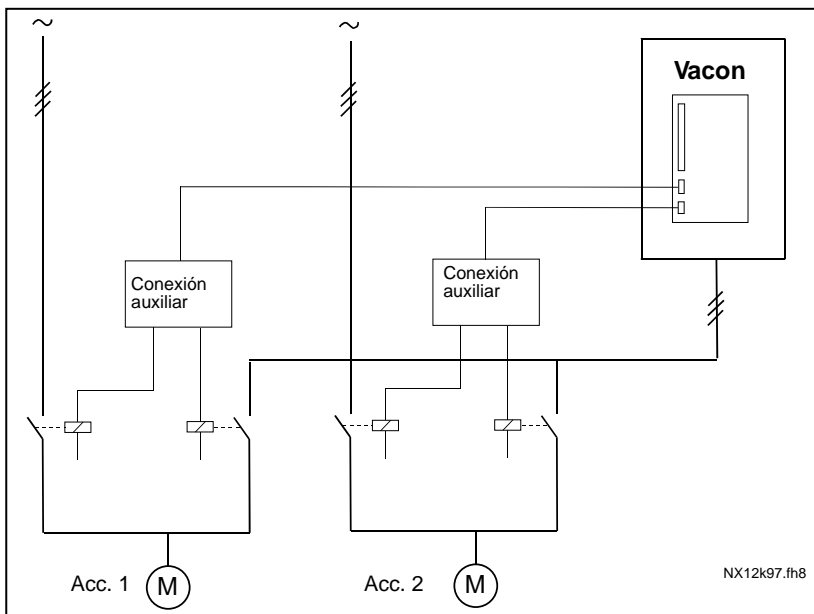 Vacon
Conexión
auxiliar
Conexión
auxiliar
Acc. 1
M
Acc. 2
M
NX12k97.fh8